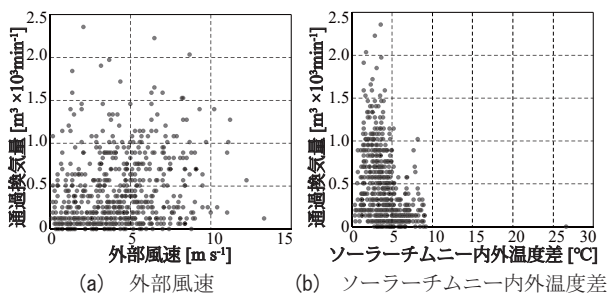 通過換気量 [m³ ×10³min⁻¹]
2.5
2.0
1.5
1.0
0.5
0
0 5 10 15
外部風速 [m s⁻¹]
(a) 外部風速
通過換気量 [m³ ×10³min⁻¹]
2.5
2.0
1.5
1.0
0.5
0
0 5 10 15 20 25 30
ソーラーチムニー内外温度差 [℃]
(b) ソーラーチムニー内外温度差